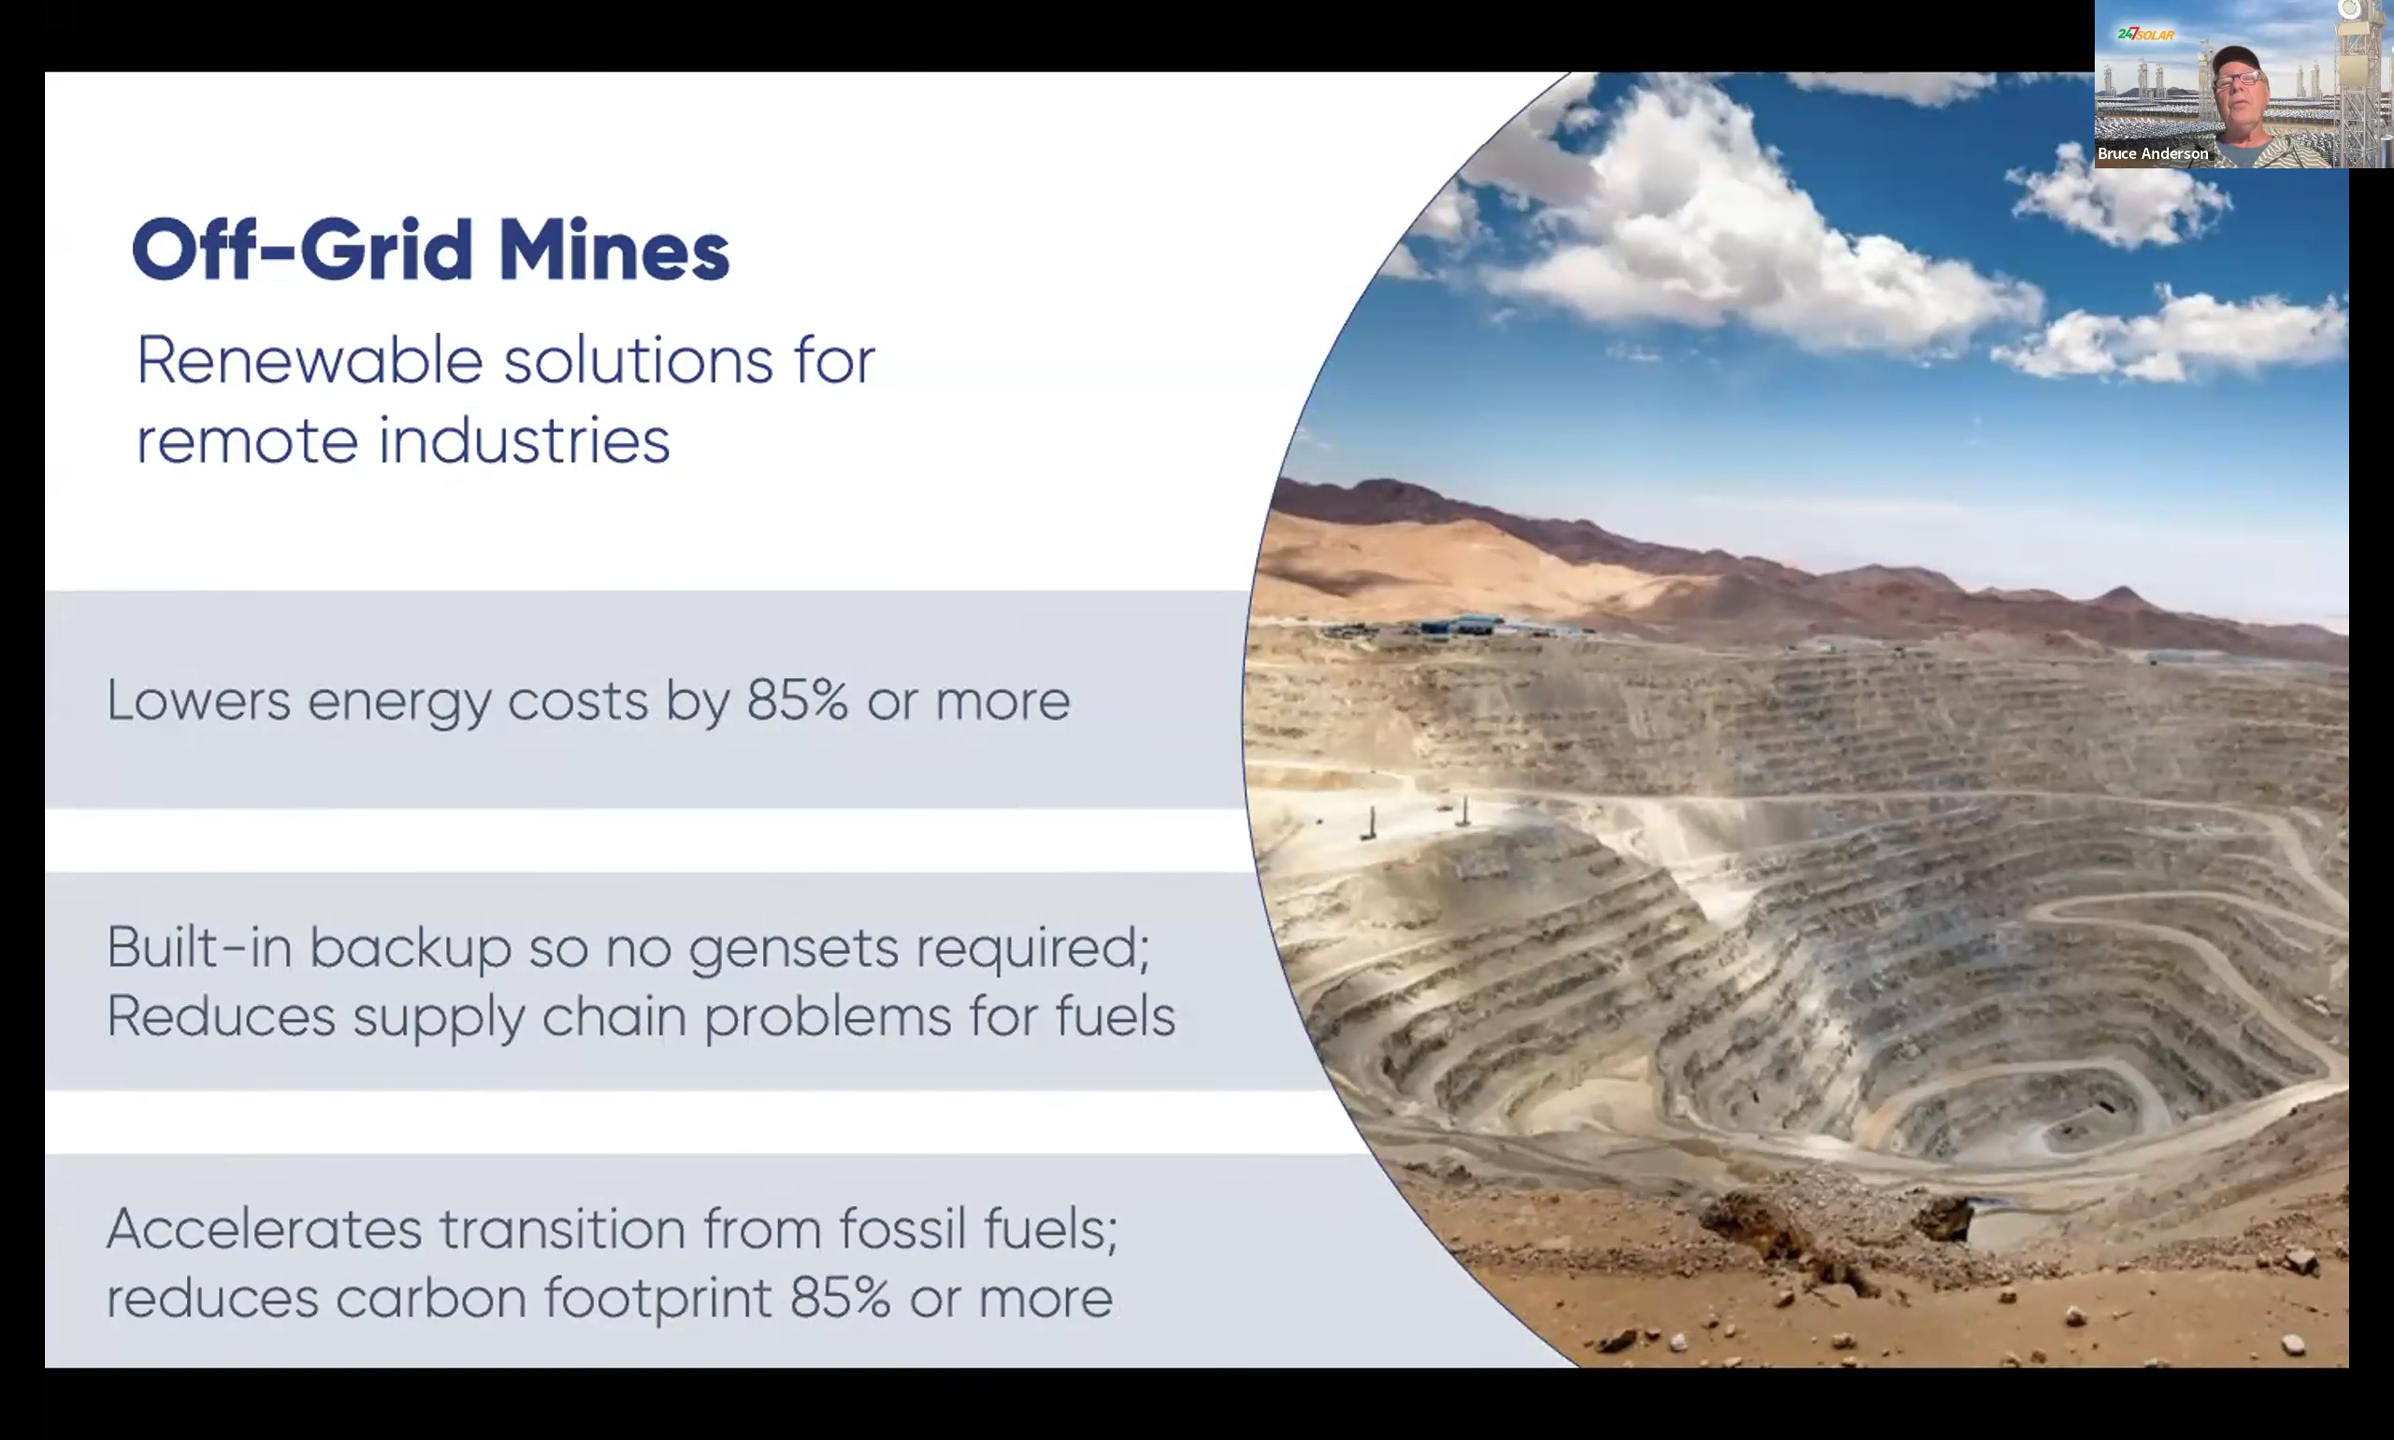 247SOLAR
Bruce Anderson
Off-Grid Mines
Renewable solutions for
remote industries
Lowers energy costs by 85% or more
Built-in backup so no gensets required;
Reduces supply chain problems for fuels
Accelerates transition from fossil fuels;
reduces carbon footprint 85% or more